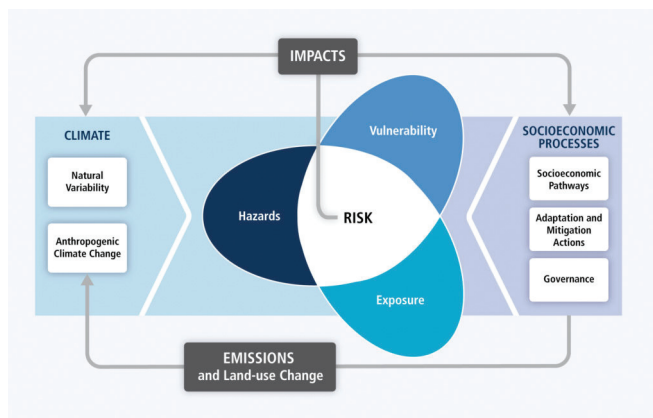 IMPACTS
CLIMATE
Natural
Variability
Anthropogenic
Climate Change
Vulnerability
Hazards
RISK
Exposure
SOCIOECONOMIC
PROCESSES
Socioeconomic
Pathways
Adaptation and
Mitigation
Actions
Governance
EMISSIONS
and Land-use Change